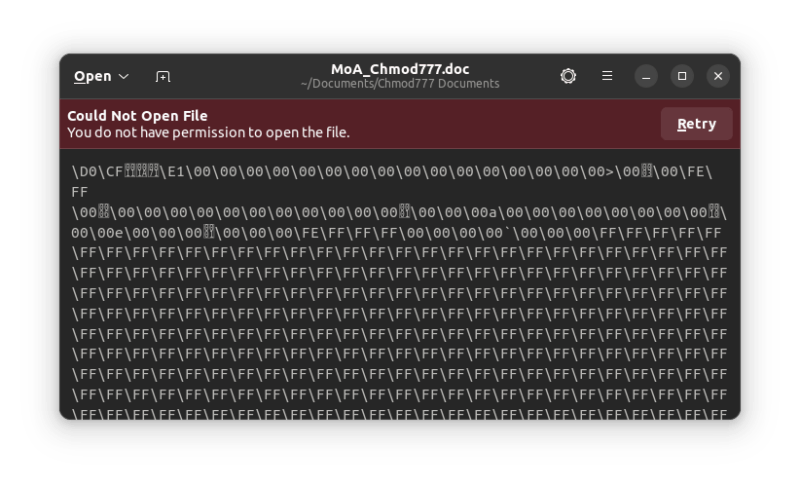 Open
MoA_Chmod777.doc
~/Documents/Chmod777 Documents
Could Not Open File
You do not have permission to open the file.
Retry
\D0\CF\E1\00\00\00\00\00\00\00\00\00\00\00\00\00\00\00\00>\00\00\FE\
FF
\00\00\00\00\00\00\00\00\00\00\00\00\00\00\00a\00\00\00\00\00\00\00\00\
00\00e\00\00\00\00\00\00\FE\FF\FF\FF\00\00\00\00`\00\00\00\FF\FF\FF\FF\FF
\FF\FF\FF\FF\FF\FF\FF\FF\FF\FF\FF\FF\FF\FF\FF\FF\FF\FF\FF\FF\FF\FF\FF\FF\FF
\FF\FF\FF\FF\FF\FF\FF\FF\FF\FF\FF\FF\FF\FF\FF\FF\FF\FF\FF\FF\FF\FF\FF\FF\FF
\FF\FF\FF\FF\FF\FF\FF\FF\FF\FF\FF\FF\FF\FF\FF\FF\FF\FF\FF\FF\FF\FF\FF\FF\FF
\FF\FF\FF\FF\FF\FF\FF\FF\FF\FF\FF\FF\FF\FF\FF\FF\FF\FF\FF\FF\FF\FF\FF\FF\FF
\FF\FF\FF\FF\FF\FF\FF\FF\FF\FF\FF\FF\FF\FF\FF\FF\FF\FF\FF\FF\FF\FF\FF\FF\FF
\FF\FF\FF\FF\FF\FF\FF\FF\FF\FF\FF\FF\FF\FF\FF\FF\FF\FF\FF\FF\FF\FF\FF\FF\FF
\FF\FF\FF\FF\FF\FF\FF\FF\FF\FF\FF\FF\FF\FF\FF\FF\FF\FF\FF\FF\FF\FF\FF\FF\FF
\FF\FF\FF\FF\FF\FF\FF\FF\FF\FF\FF\FF\FF\FF\FF\FF\FF\FF\FF\FF\FF\FF\FF\FF\FF
\FF\FF\FF\FF\FF\FF\FF\FF\FF\FF\FF\FF\FF\FF\FF\FF\FF\FF\FF\FF\FF\FF\FF\FF\FF